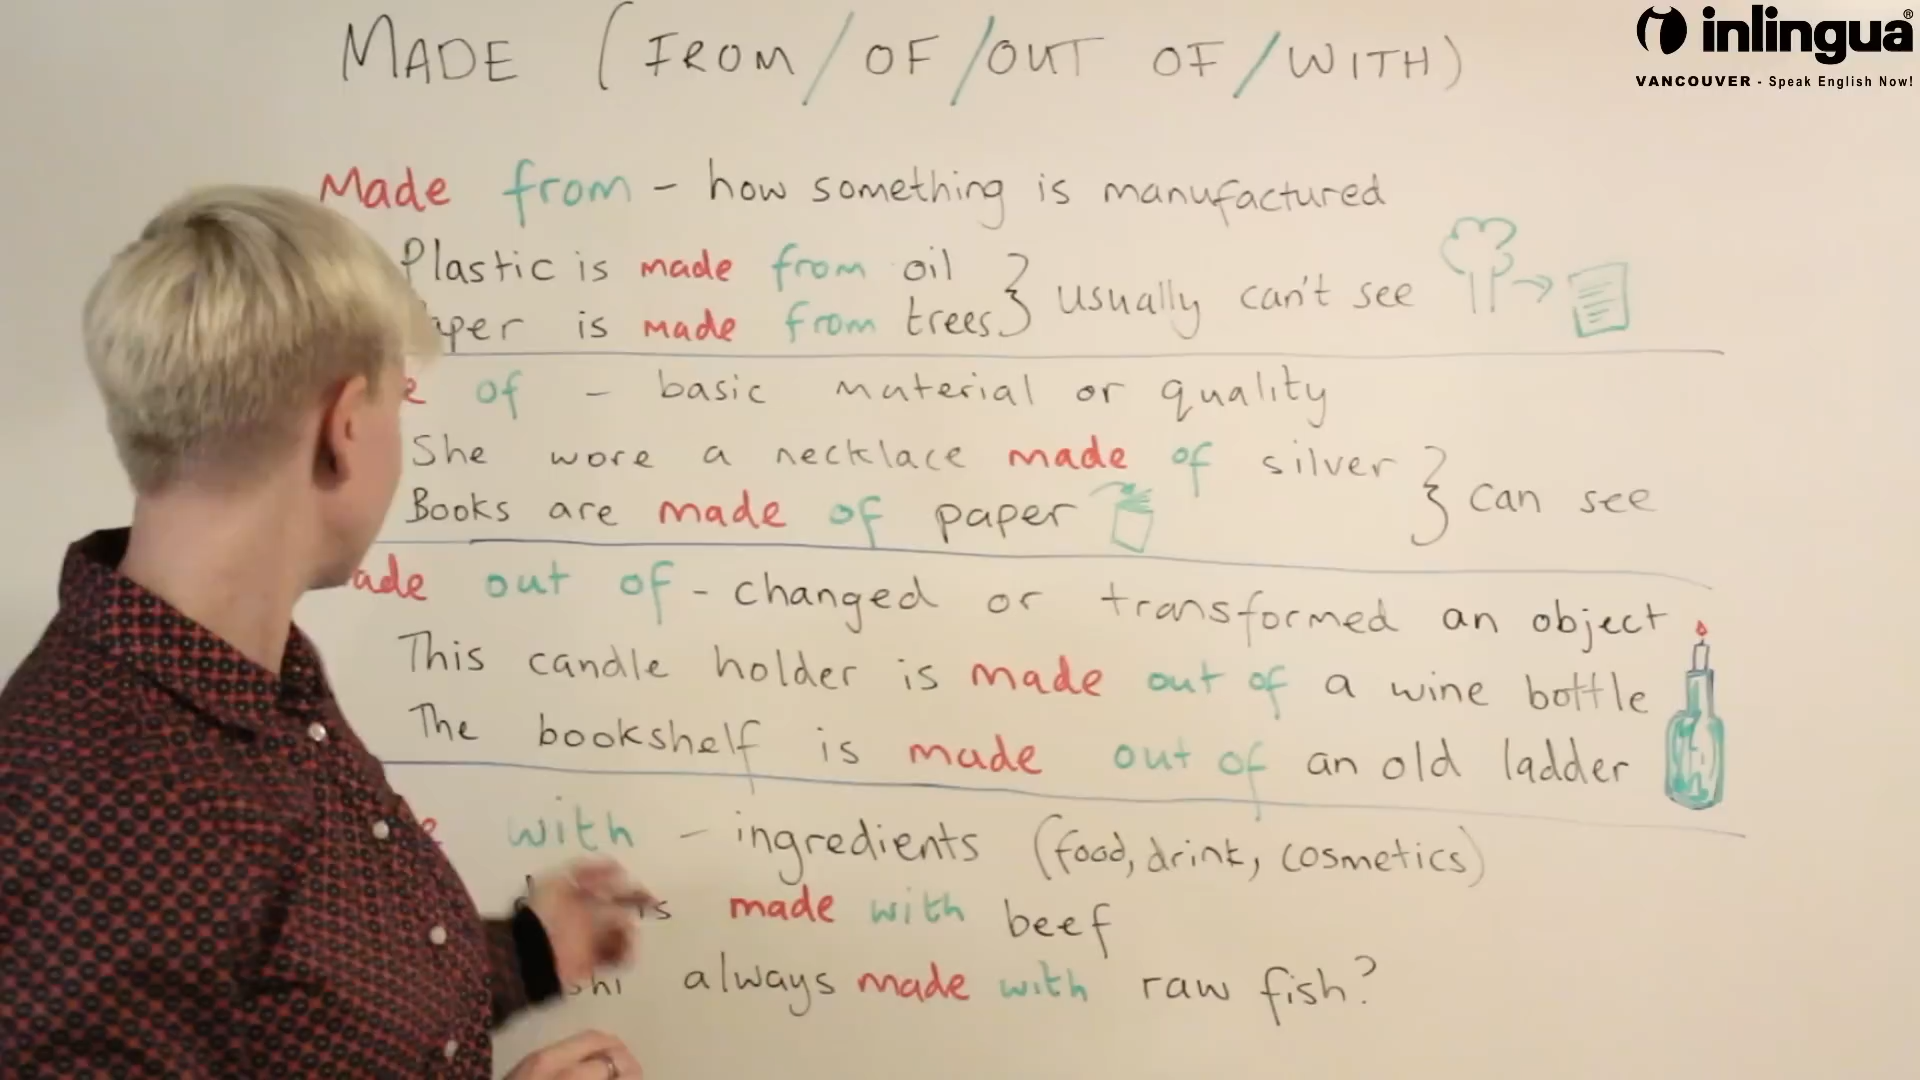 MADE (FROM/OF/OUT OF/WITH)
inlingua®
VANCOUVER - Speak English Now!
Made from - how something is manufactured
Plastic is made from oil
is made from trees } usually can't see
of - basic material or quality
She wore a necklace made of silver
Books are made of paper } can see
out of - changed or transformed an object
This candle holder is made out of a wine bottle
The bookshelf is made out of an old ladder
with - ingredients (food, drink, cosmetics)
is made with beef
always made with raw fish?